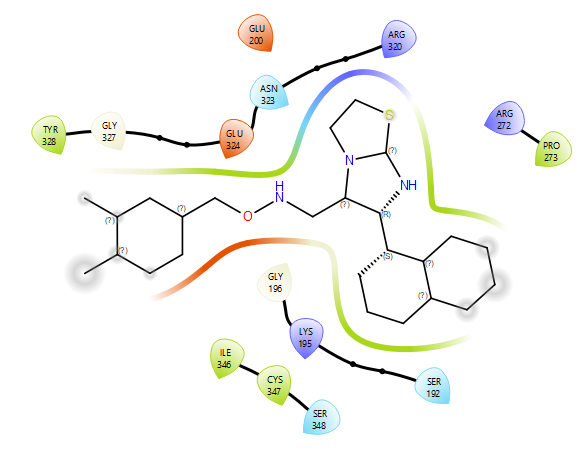 GLU
200
ARG
320
ASN
323
TYR
328
GLY
327
GLU
324
ARG
272
PRO
273
S
(?)
N
NH
H
N
O
(?)
(?)
(?)
(?)
(R)
(S)
(?)
(?)
GLY
196
LYS
195
ILE
346
CYS
347
SER
348
SER
192